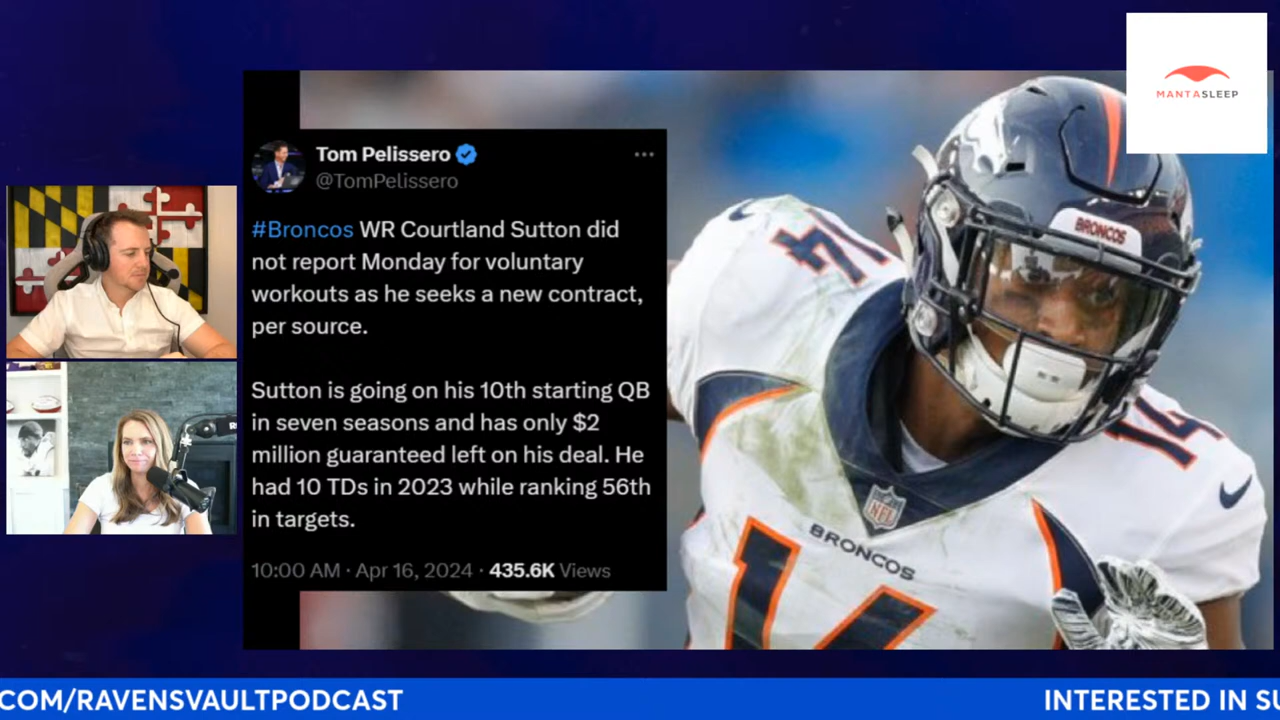 MANTASLEEP
Tom Pelissero
@TomPelissero
#Broncos WR Courtland Sutton did
not report Monday for voluntary
workouts as he seeks a new contract,
per source.
Sutton is going on his 10th starting QB
in seven seasons and has only $2
million guaranteed left on his deal. He
had 10 TDs in 2023 while ranking 56th
in targets.
10:00 AM · Apr 16, 2024 · 435.6K Views
BRONCOS
14
14
NFL
BRONCOS
14
COM/RAVENSVAULTPODCAST
INTERESTED IN SU